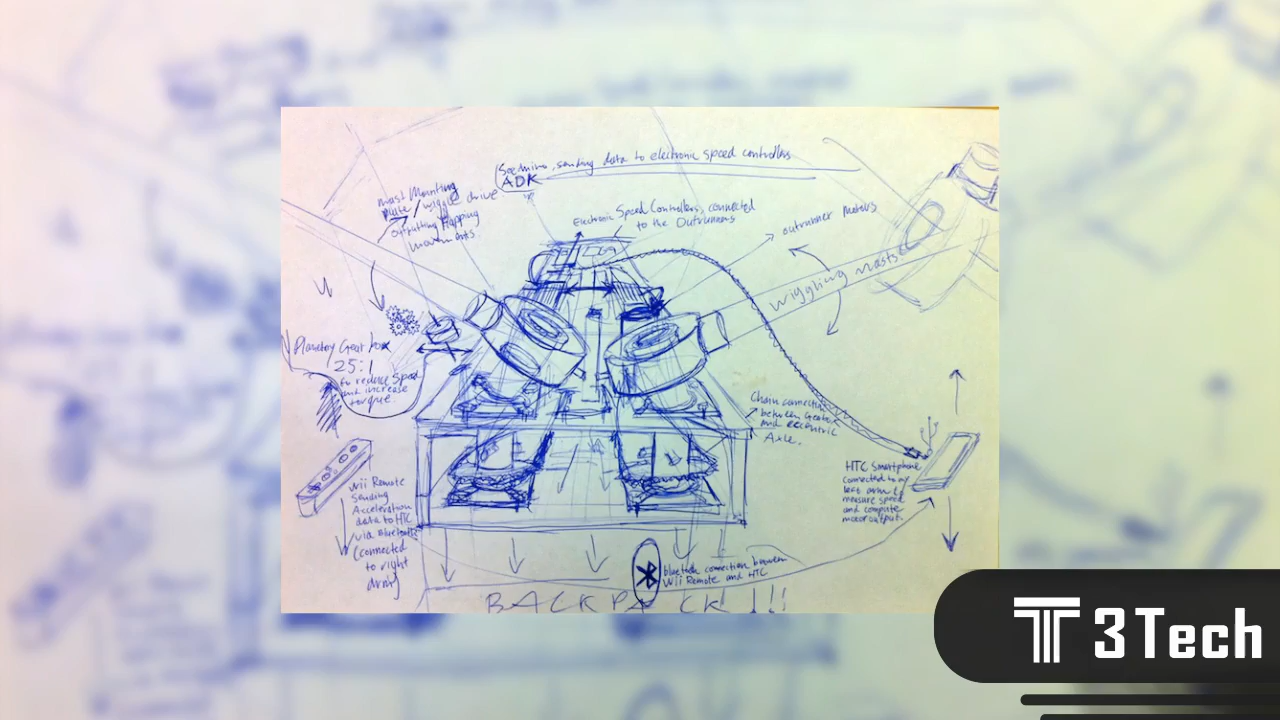 Seeeduino, sending data to electronic speed controllers
ADK
Mast Mounting
Plate / wiggle drive
outputting flapping
movements.
Electronic Speed Controllers, connected
to the Outrunners
outrunner Motors
wiggling masts
Planetary Gear box
25:1
to reduce speed
and increase
torque.
Chain connection
between Gearbox
and eccentric
Axle.
Wii Remote
Sending
Acceleration
data to HTC
via Bluetooth
(connected
to right
arm)
HTC Smartphone
connected to my
left arm to
measure speed
and compute
motor output.
bluetooth connection between
Wii Remote and HTC
BACKPACK !!!
3Tech